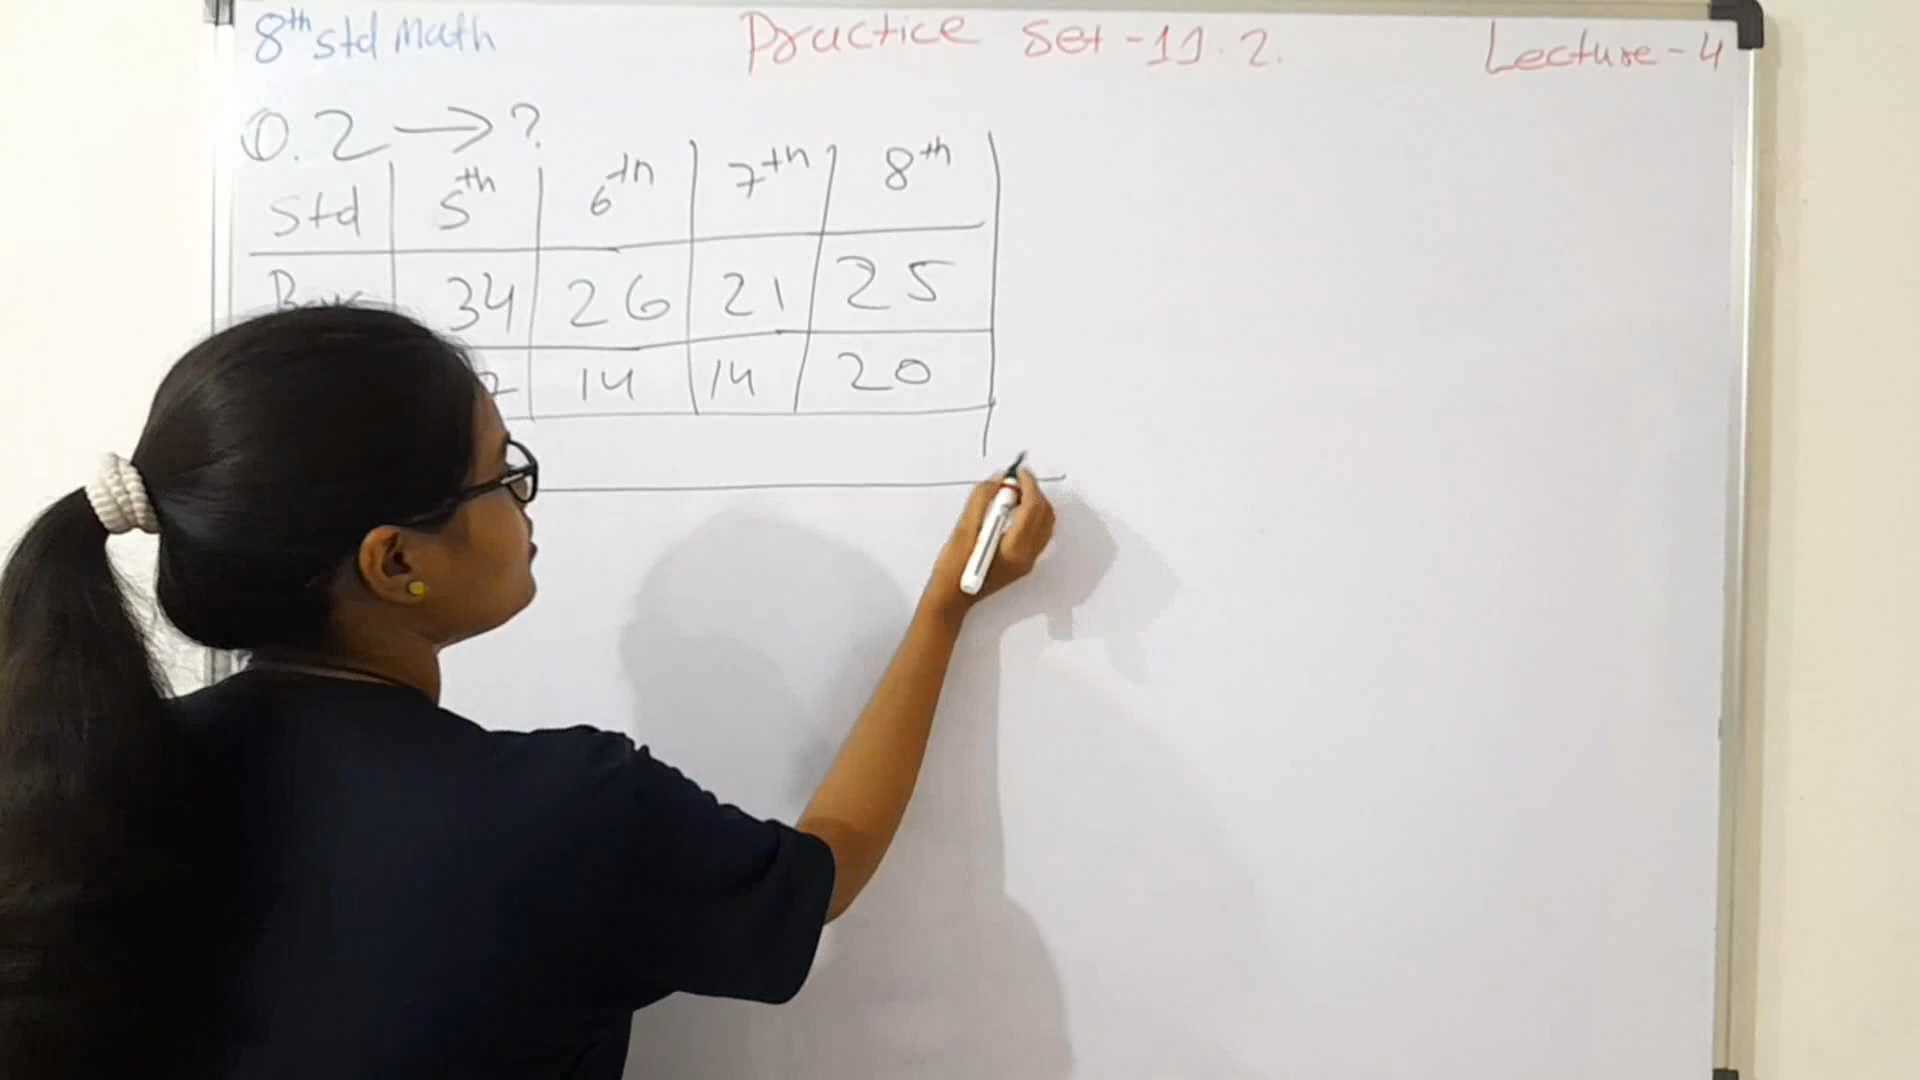 8th std Math Practice Set - 11.2. Lecture - 4
Q.2 → ?
Std 5th 6th 7th 8th
34 26 21 25
14 14 20